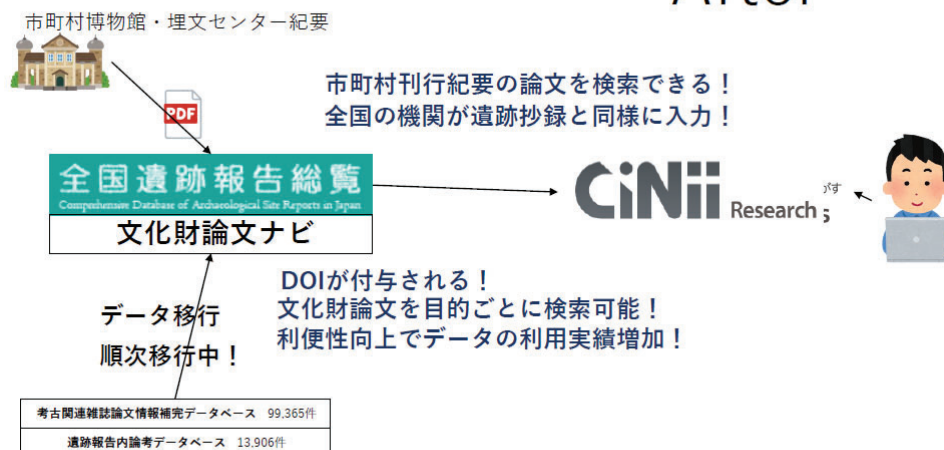 After
市町村博物館・埋文センター紀要
市町村刊行紀要の論文を検索できる！
全国の機関が遺跡抄録と同様に入力！
PDF
全国遺跡報告総覧
Comprehensive Database of Archaeological Site Reports in Japan
文化財論文ナビ
CiNii
Research
がす
DOIが付与される！
文化財論文を目的ごとに検索可能！
利便性向上でデータの利用実績増加！
データ移行
順次移行中！
考古関連雑誌論文情報補完データベース 99,365件
遺跡報告内論考データベース 13,906件